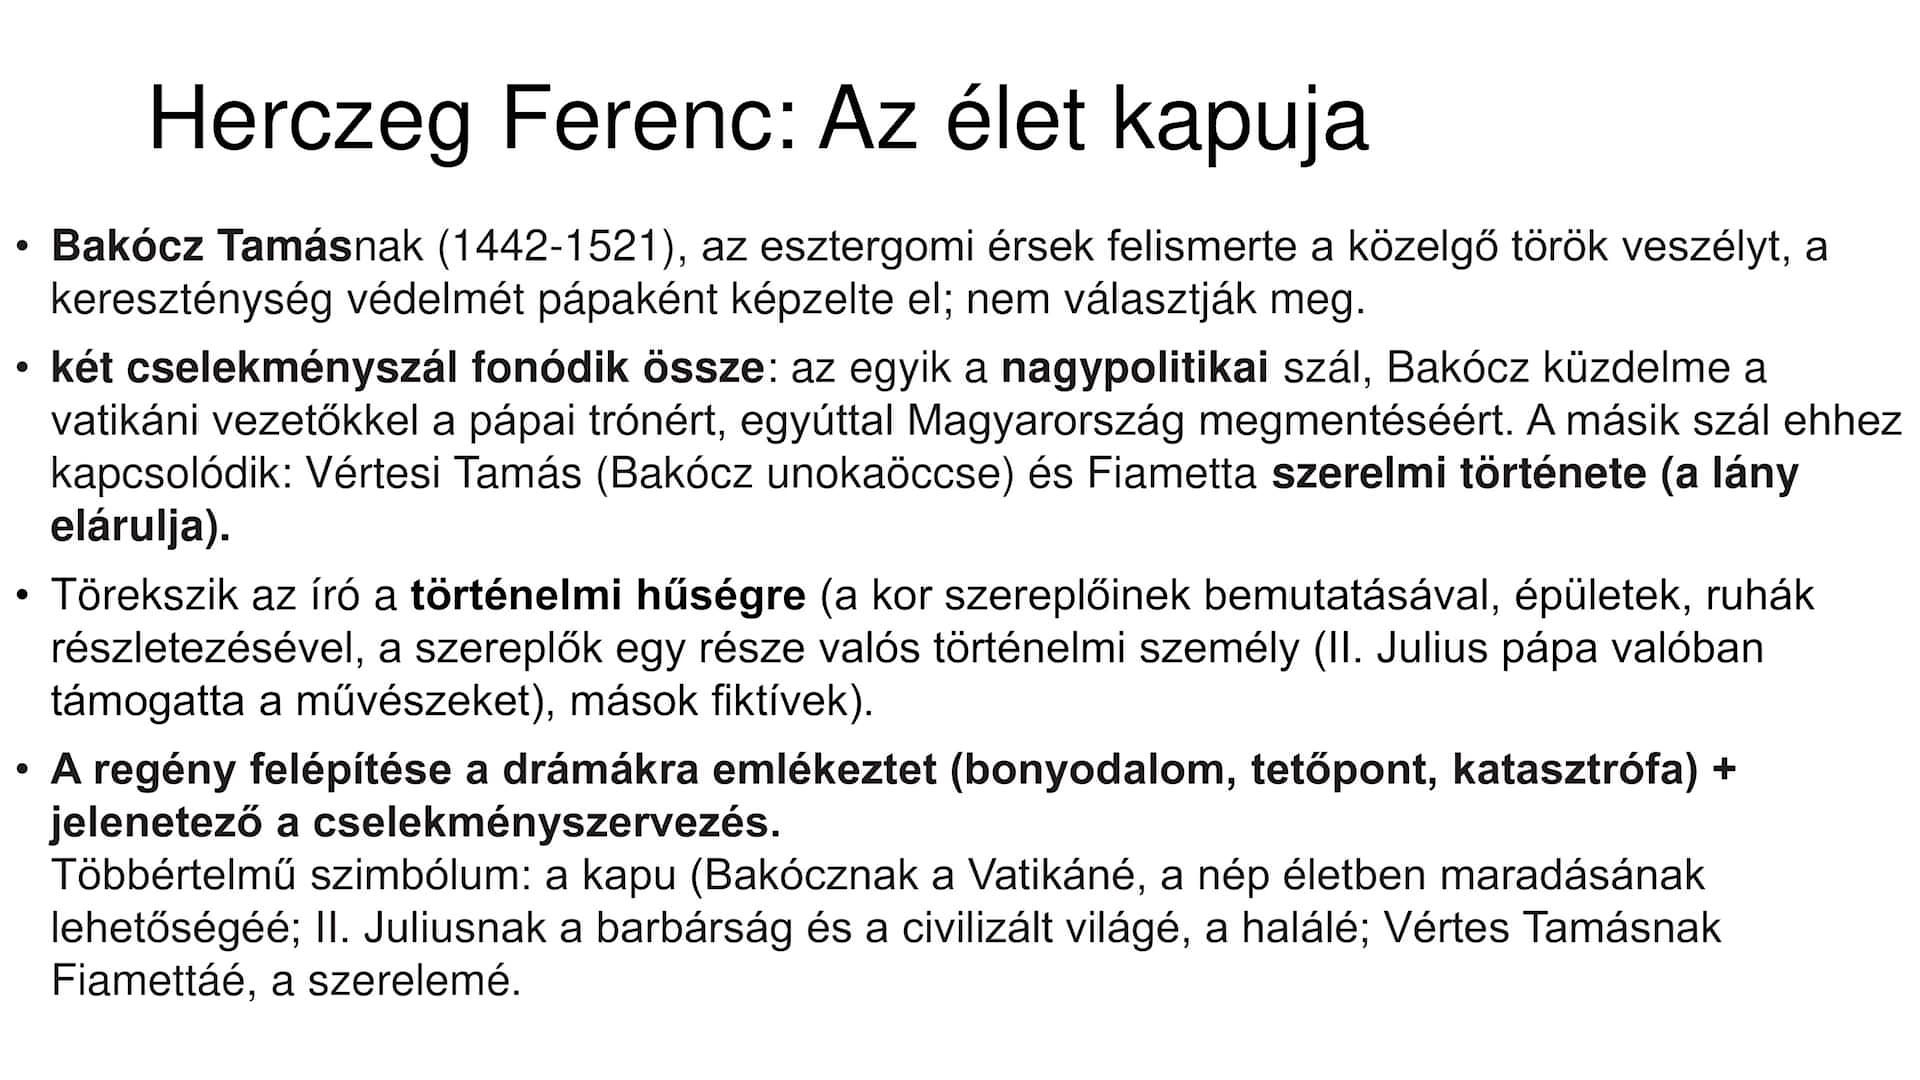 Herczeg Ferenc: Az élet kapuja
• Bakócz Tamásnak (1442-1521), az esztergomi érsek felismerte a közelgő török veszélyt, a
kereszténység védelmét pápaként képzelte el; nem választják meg.
• két cselekményszál fonódik össze: az egyik a nagypolitikai szál, Bakócz küzdelme a
vatikáni vezetőkkel a pápai trónért, egyúttal Magyarország megmentéséért. A másik szál ehhez
kapcsolódik: Vértesi Tamás (Bakócz unokaöccse) és Fiametta szerelmi története (a lány
elárulja).
• Törekszik az író a történelmi hűségre (a kor szereplőinek bemutatásával, épületek, ruhák
részletezésével, a szereplők egy része valós történelmi személy (II. Julius pápa valóban
támogatta a művészeket), mások fiktívek).
• A regény felépítése a drámákra emlékeztet (bonyodalom, tetőpont, katasztrófa) +
jelenetező a cselekményszervezés.
Többértelmű szimbólum: a kapu (Bakócznak a Vatikáné, a nép életben maradásának
lehetőségéé; II. Juliusnak a barbárság és a civilizált világé, a halálé; Vértes Tamásnak
Fiamettáé, a szerelemé.